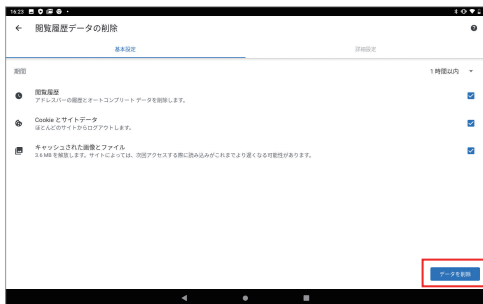 16:23
閲覧履歴データの削除
基本設定
詳細設定
期間
1 時間以内
閲覧履歴
アドレスバーの履歴とオートコンプリート データを削除します。
Cookie とサイトデータ
ほとんどのサイトからログアウトします。
キャッシュされた画像とファイル
3.6 MB を解放します。サイトによっては、次回アクセスする際に読み込みがこれまでより遅くなる可能性があります。
データを削除